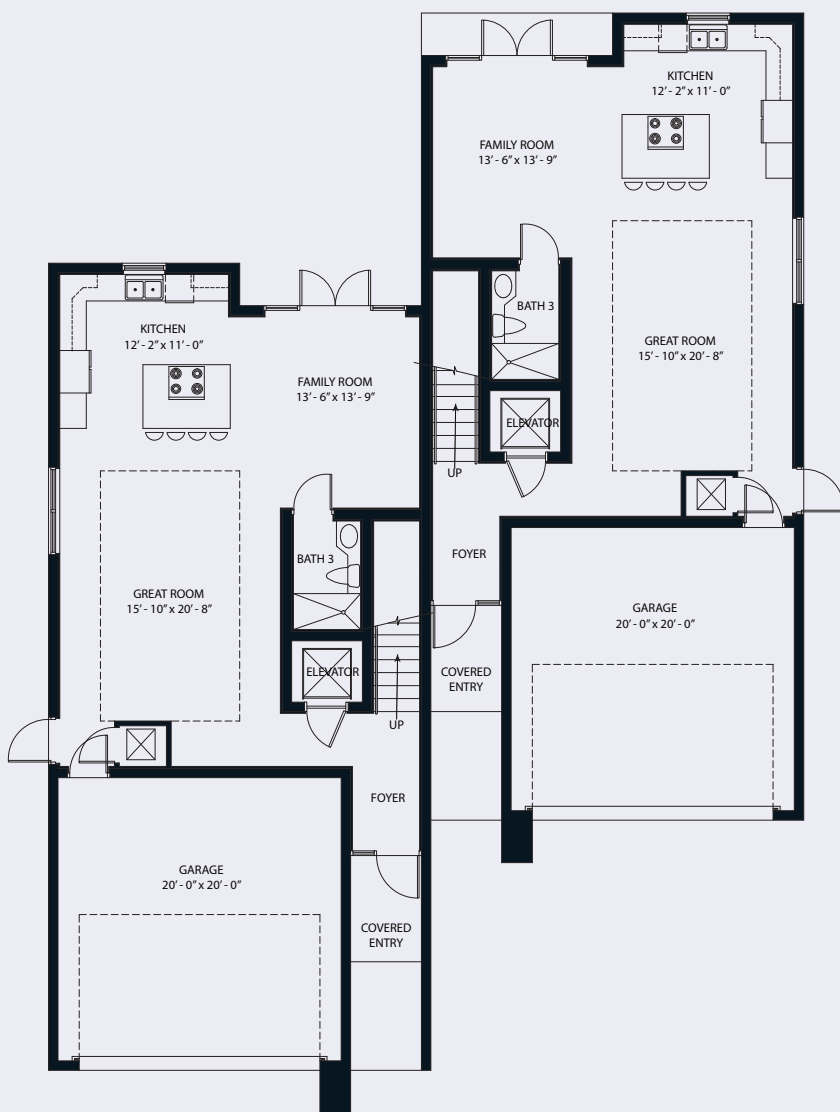 KITCHEN
12' - 2" x 11' - 0"
FAMILY ROOM
13' - 6" x 13' - 9"
BATH 3
GREAT ROOM
15' - 10" x 20' - 8"
ELEVATOR
UP
FOYER
GARAGE
20' - 0" x 20' - 0"
COVERED
ENTRY
KITCHEN
12' - 2" x 11' - 0"
FAMILY ROOM
13' - 6" x 13' - 9"
BATH 3
GREAT ROOM
15' - 10" x 20' - 8"
ELEVATOR
UP
FOYER
GARAGE
20' - 0" x 20' - 0"
COVERED
ENTRY